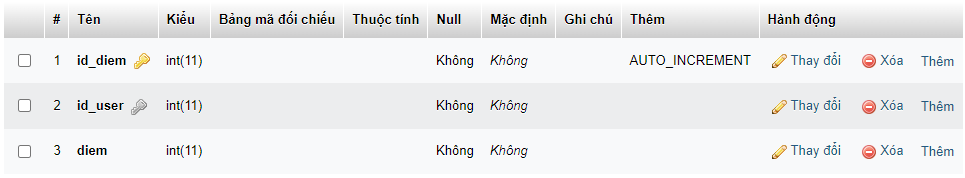 # Tên Kiểu Bảng mã đối chiếu Thuộc tính Null Mặc định Ghi chú Thêm Hành động
1 id_diem int(11) Không Không AUTO_INCREMENT Thay đổi Xóa Thêm
2 id_user int(11) Không Không Thay đổi Xóa Thêm
3 diem int(11) Không Không Thay đổi Xóa Thêm